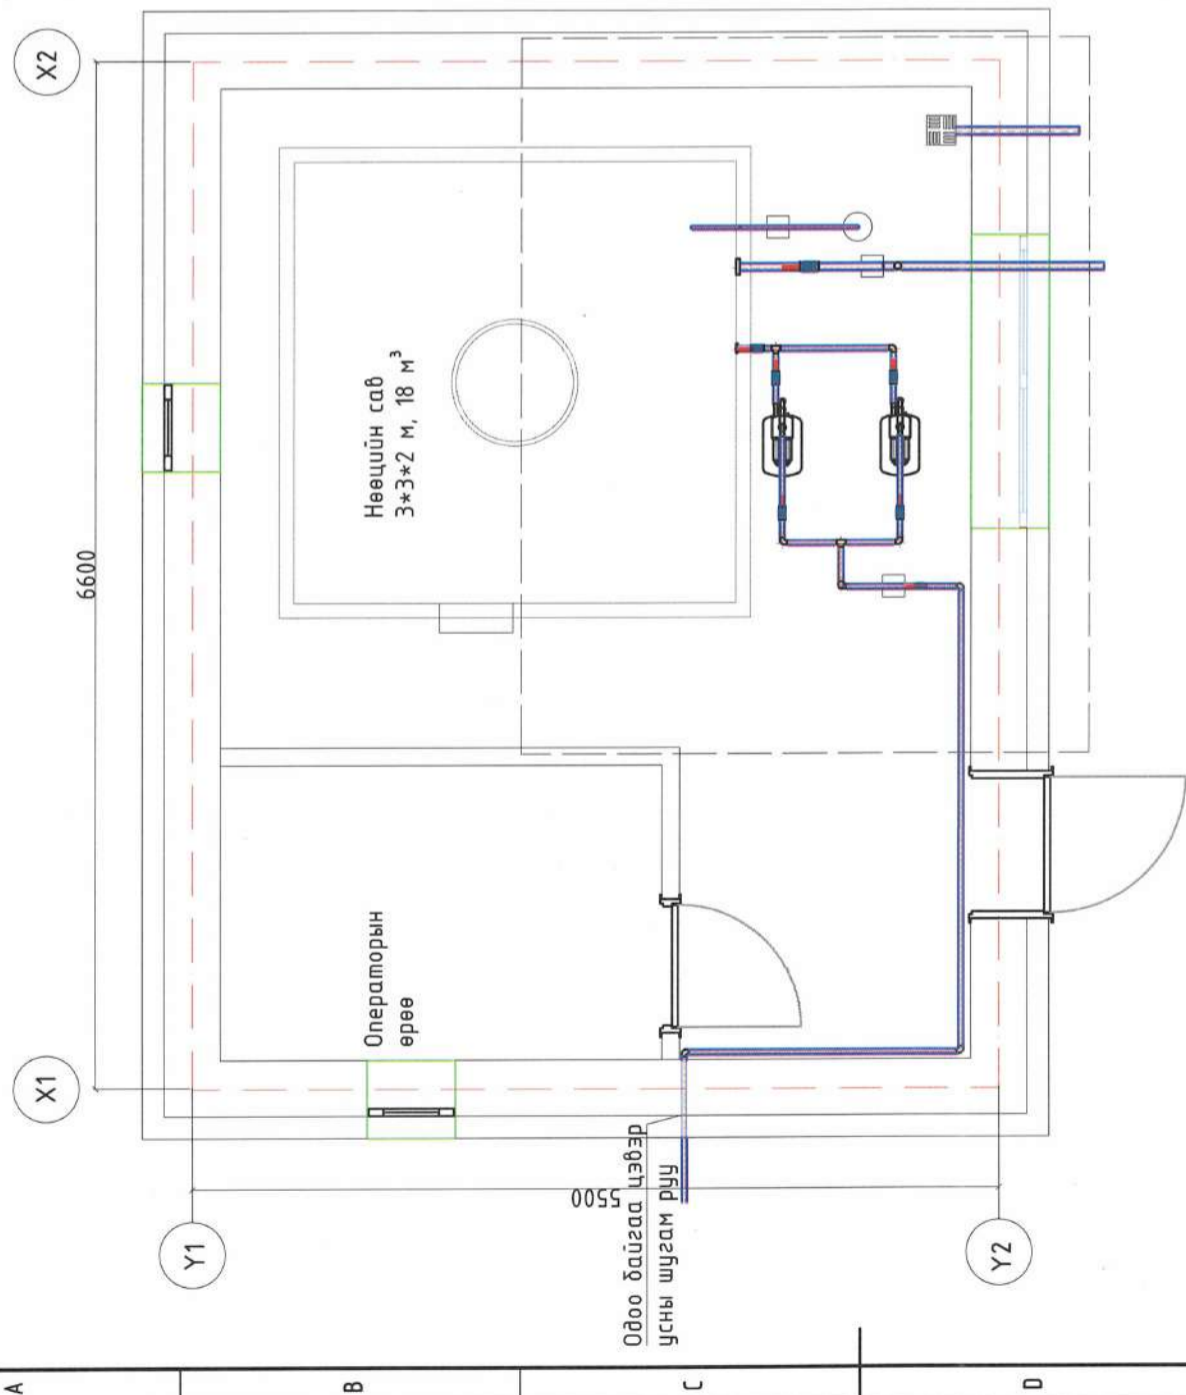 X1
X2
6600
Y1
Y2
5500
Нөөцийн сав
3*3*2 м, 18 м³
Операторын
өрөө
Одоо байгаа цэвэр
усны шугам руу
A
B
C
D